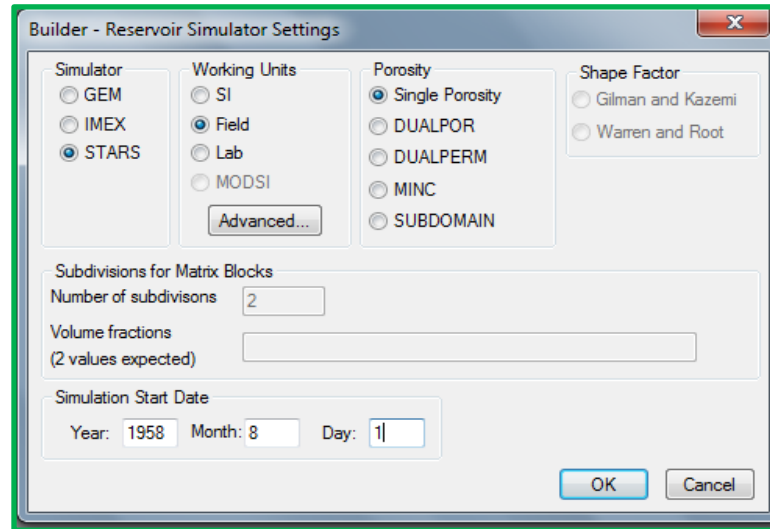 Builder - Reservoir Simulator Settings
Simulator
GEM
IMEX
STARS
Working Units
SI
Field
Lab
MODSI
Advanced...
Porosity
Single Porosity
DUALPOR
DUALPERM
MINC
SUBDOMAIN
Shape Factor
Gilman and Kazemi
Warren and Root
Subdivisions for Matrix Blocks
Number of subdivisons
2
Volume fractions
(2 values expected)
Simulation Start Date
Year: 1958 Month: 8 Day: 1
OK Cancel